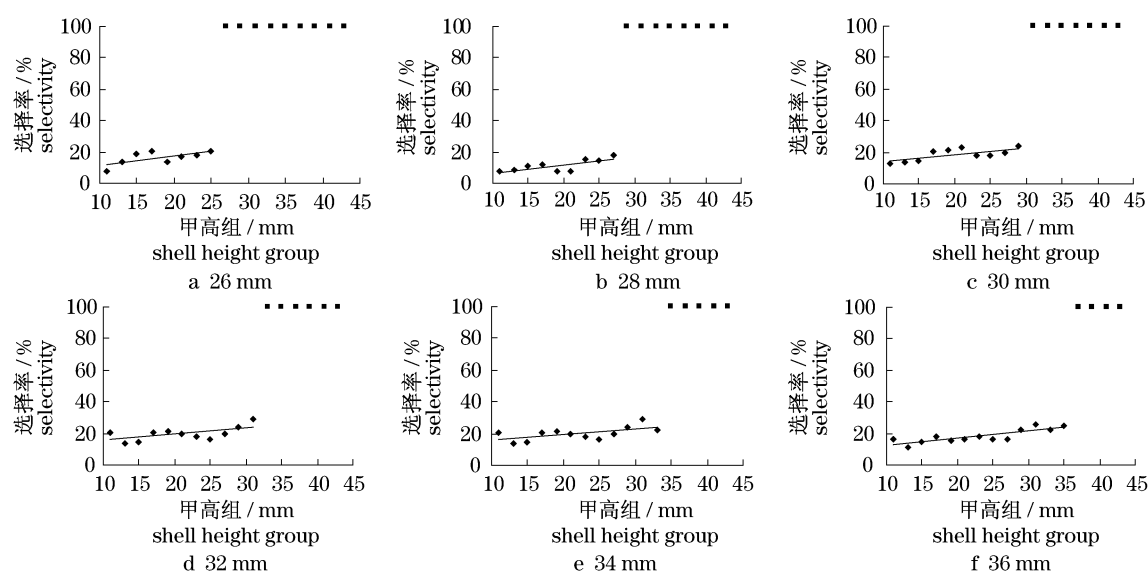 100
80
60
40
20
0
选择率 / %
selectivity
10 15 20 25 30 35 40 45
甲高组 / mm
shell height group
a 26 mm
100
80
60
40
20
0
选择率 / %
selectivity
10 15 20 25 30 35 40 45
甲高组 / mm
shell height group
b 28 mm
100
80
60
40
20
0
选择率 / %
selectivity
10 15 20 25 30 35 40 45
甲高组 / mm
shell height group
c 30 mm
100
80
60
40
20
0
选择率 / %
selectivity
10 15 20 25 30 35 40 45
甲高组 / mm
shell height group
d 32 mm
100
80
60
40
20
0
选择率 / %
selectivity
10 15 20 25 30 35 40 45
甲高组 / mm
shell height group
e 34 mm
100
80
60
40
20
0
选择率 / %
selectivity
10 15 20 25 30 35 40 45
甲高组 / mm
shell height group
f 36 mm